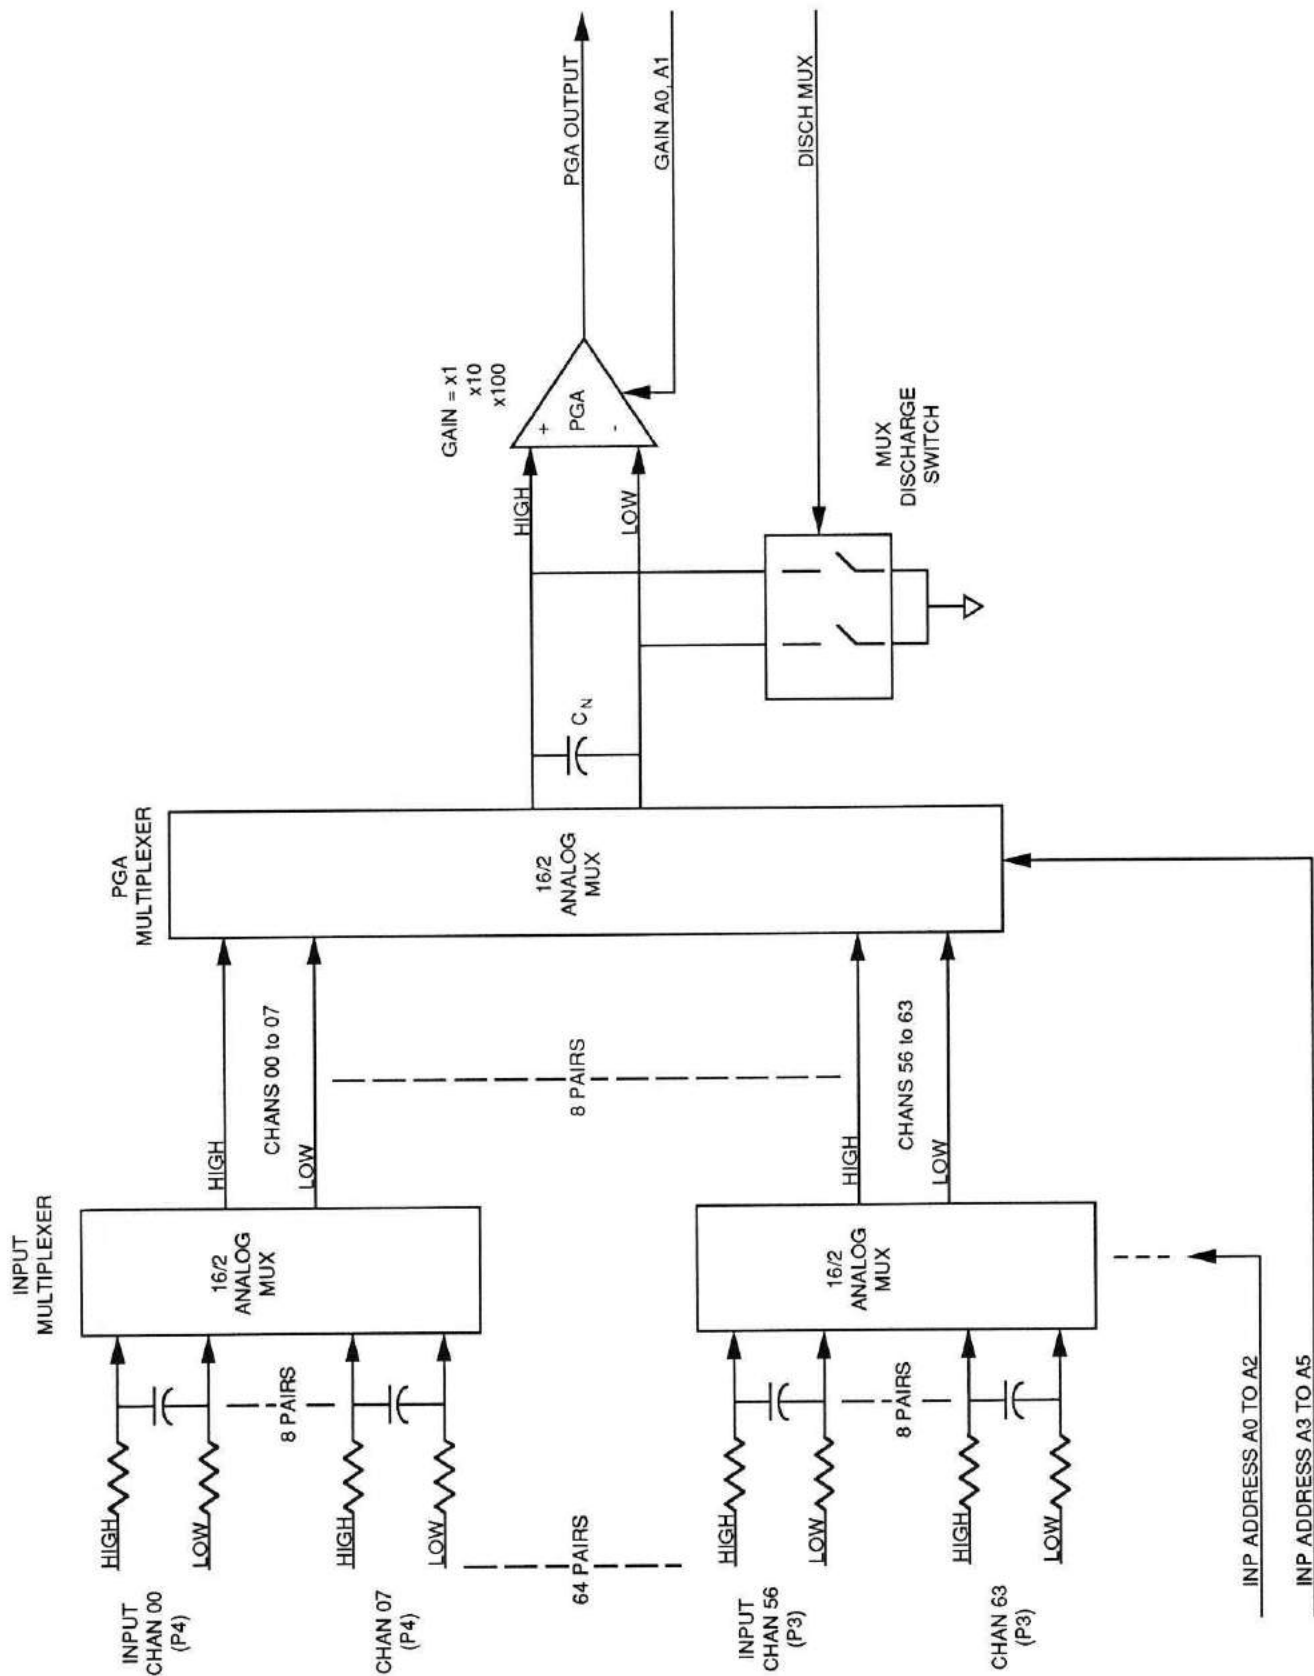 INPUT
MULTIPLEXER
PGA
MULTIPLEXER
INPUT
CHAN 00
(P4)
HIGH
LOW
8 PAIRS
CHAN 07
(P4)
HIGH
LOW
16/2
ANALOG
MUX
HIGH
CHANS 00 to 07
LOW
64 PAIRS
8 PAIRS
16/2
ANALOG
MUX
INPUT
CHAN 56
(P3)
HIGH
LOW
8 PAIRS
CHAN 63
(P3)
HIGH
LOW
16/2
ANALOG
MUX
HIGH
CHANS 56 to 63
LOW
CN
HIGH
LOW
GAIN = x1
x10
x100
+
PGA
-
PGA OUTPUT
GAIN A0, A1
DISCH MUX
MUX
DISCHARGE
SWITCH
INP ADDRESS A0 TO A2
INP ADDRESS A3 TO A5